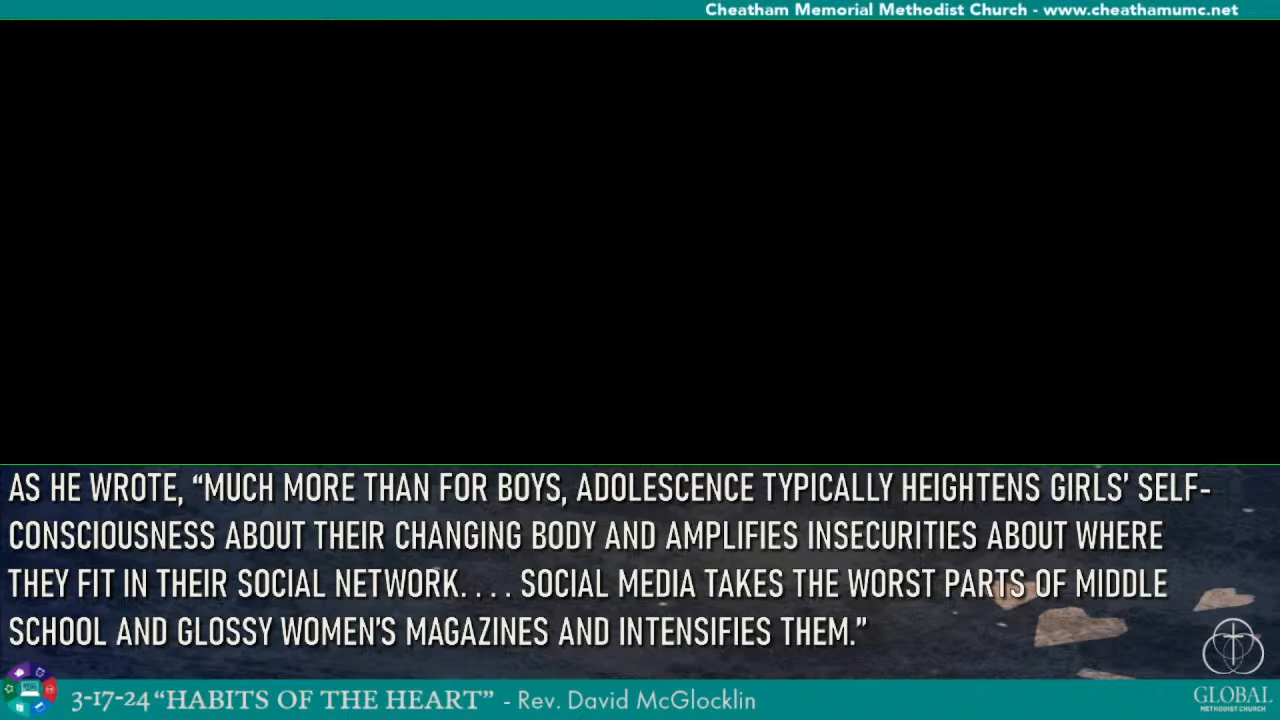 Cheatham Memorial Methodist Church - www.cheathamumc.net
AS HE WROTE, “MUCH MORE THAN FOR BOYS, ADOLESCENCE TYPICALLY HEIGHTENS GIRLS’ SELF-
CONSCIOUSNESS ABOUT THEIR CHANGING BODY AND AMPLIFIES INSECURITIES ABOUT WHERE
THEY FIT IN THEIR SOCIAL NETWORK. . . . SOCIAL MEDIA TAKES THE WORST PARTS OF MIDDLE
SCHOOL AND GLOSSY WOMEN’S MAGAZINES AND INTENSIFIES THEM.”
3-17-24 “HABITS OF THE HEART” - Rev. David McGlocklin
GLOBAL
METHODIST CHURCH